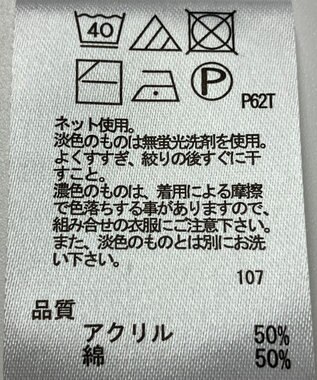 40
P
P62T
ネット使用。
淡色のものは無蛍光洗剤を使用。
よくすすぎ、絞りの後すぐに干
すこと。
濃色のものは、着用による摩擦
で色落ちする事がありますので、
組み合せの衣服にご注意下さい。
また、淡色のものとは別にお洗
い下さい。
107
品質
アクリル 50%
綿 50%